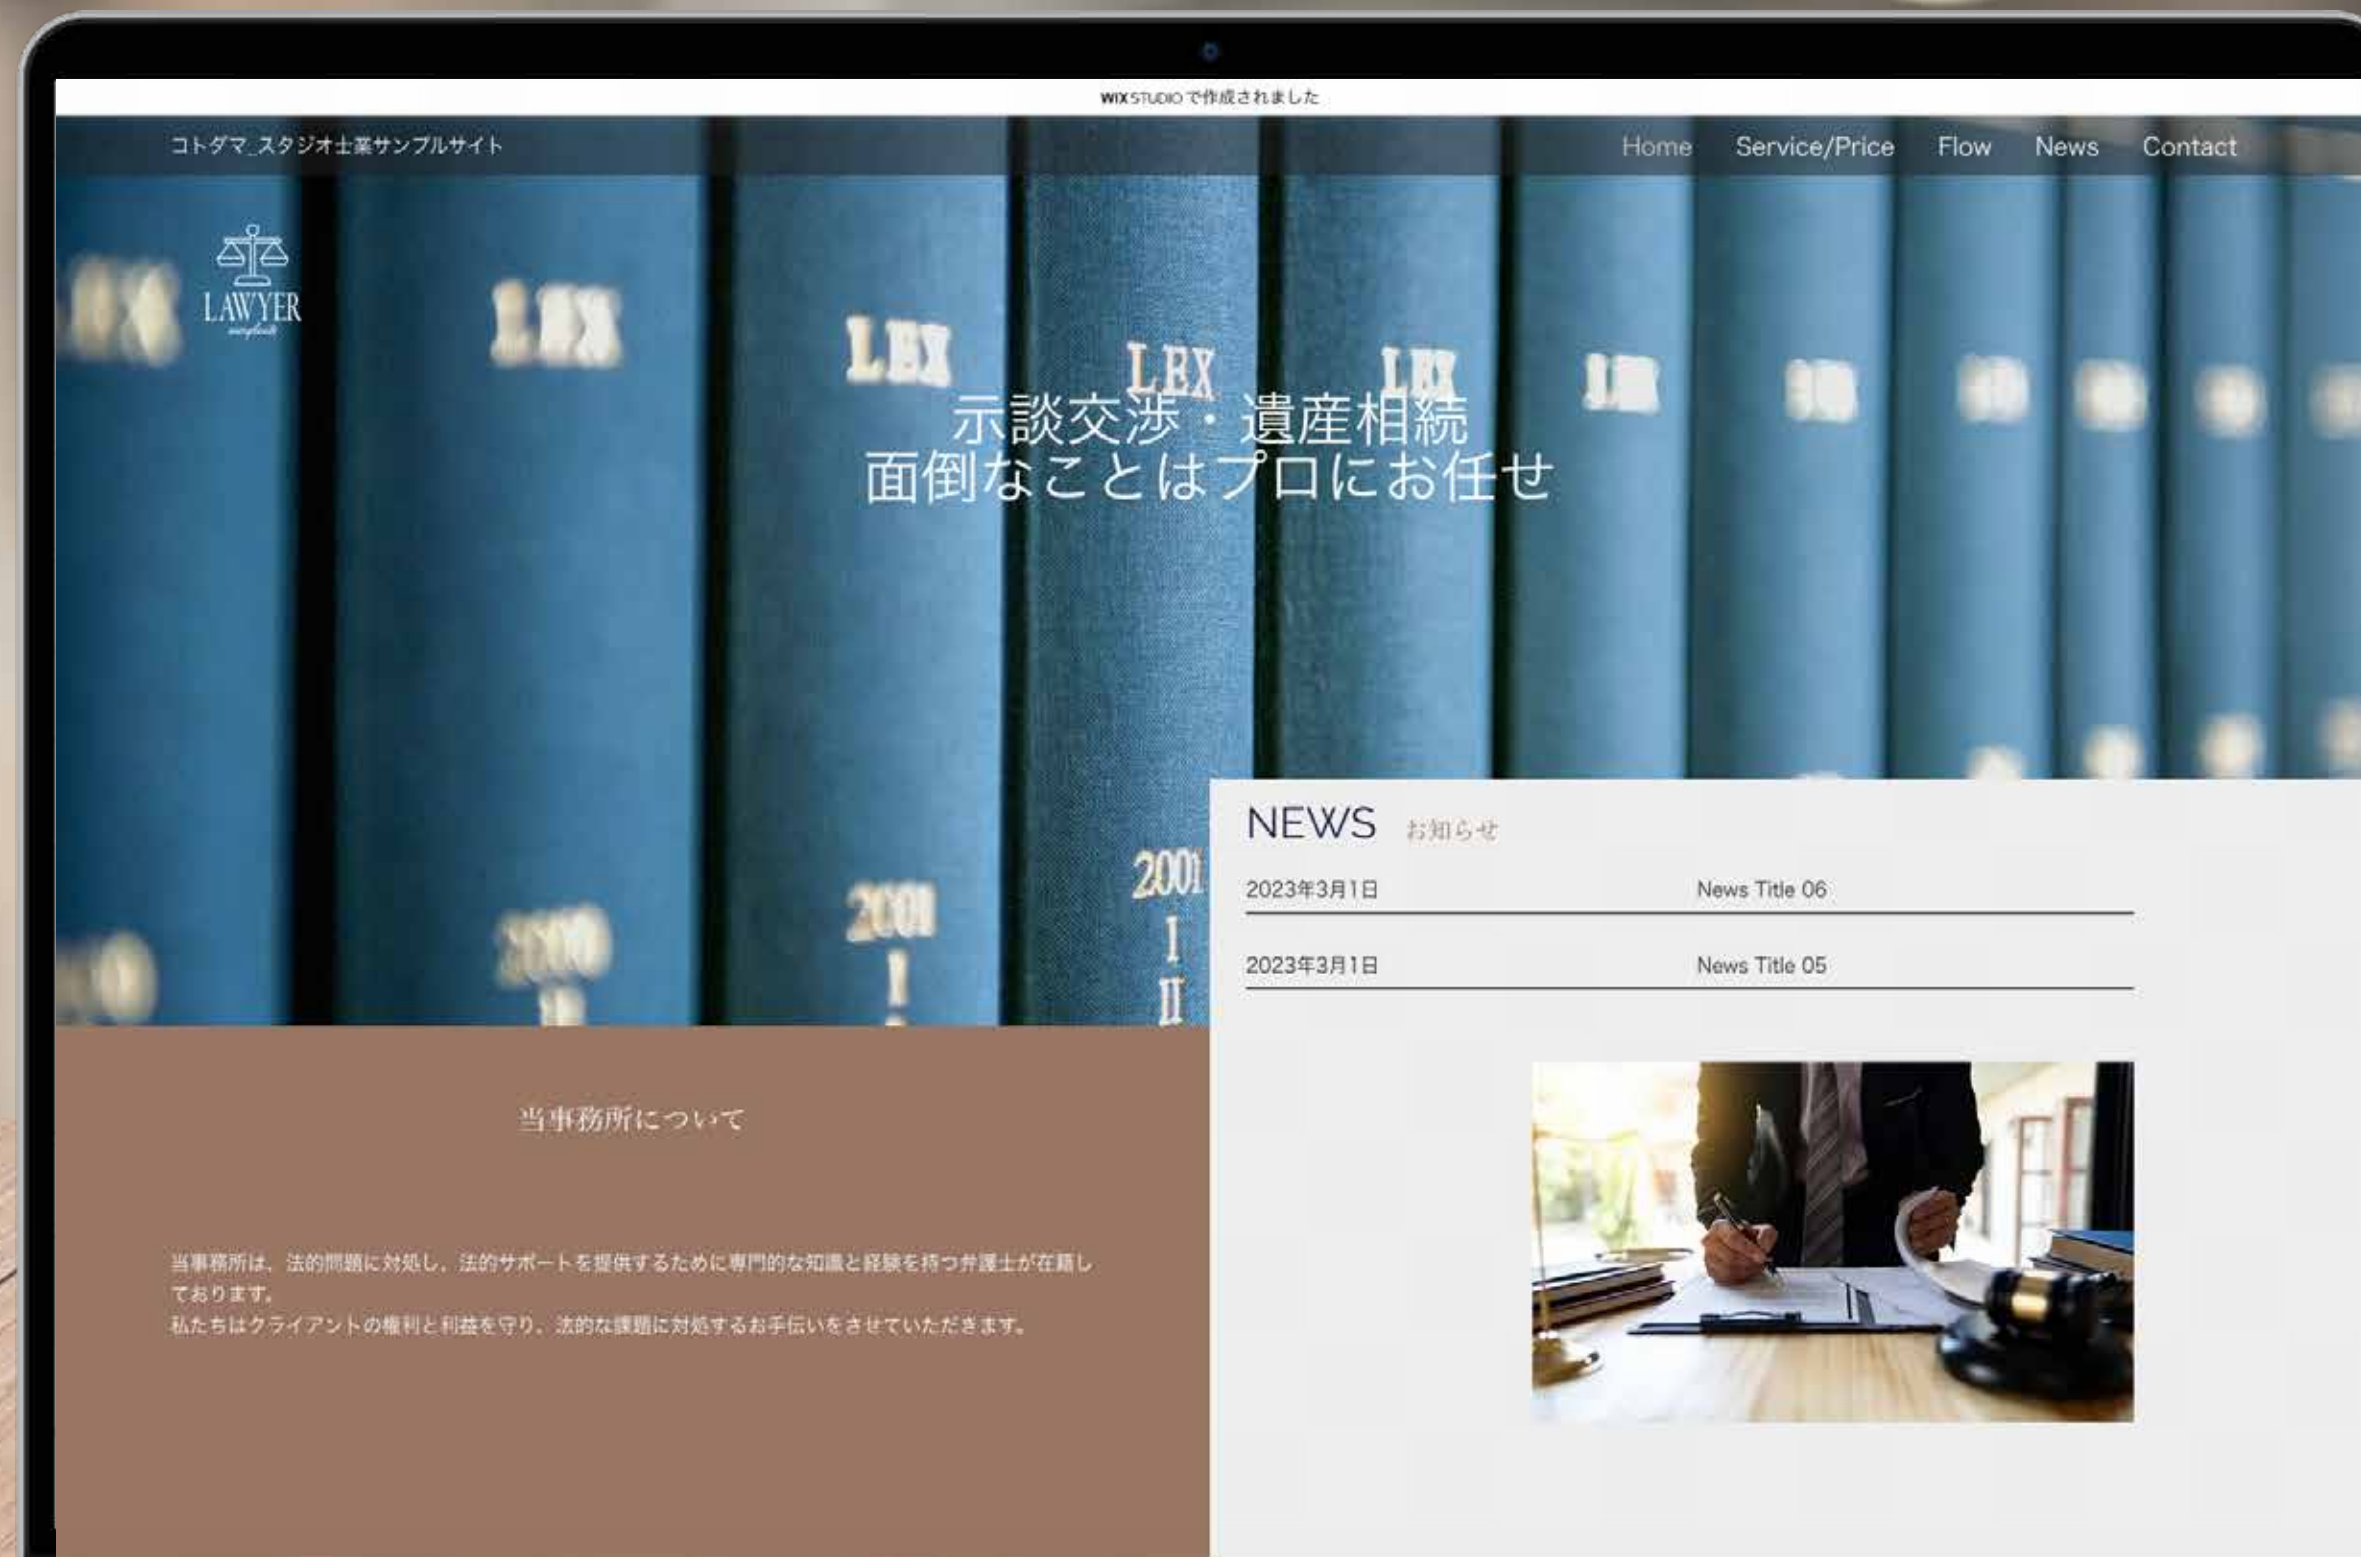 WIX STUDIO で作成されました
コトダマ_スタジオ士業サンプルサイト
Home Service/Price Flow News Contact
LAWYER
LEX LEX LEX LEX
示談交渉・遺産相続
面倒なことはプロにお任せ
NEWS お知らせ
2023年3月1日 News Title 06
2023年3月1日 News Title 05
2001 2001
I I
II
当事務所について
当事務所は、法的問題に対処し、法的サポートを提供するために専門的な知識と経験を持つ弁護士が在籍し
ております。
私たちはクライアントの権利と利益を守り、法的な課題に対処するお手伝いをさせていただきます。